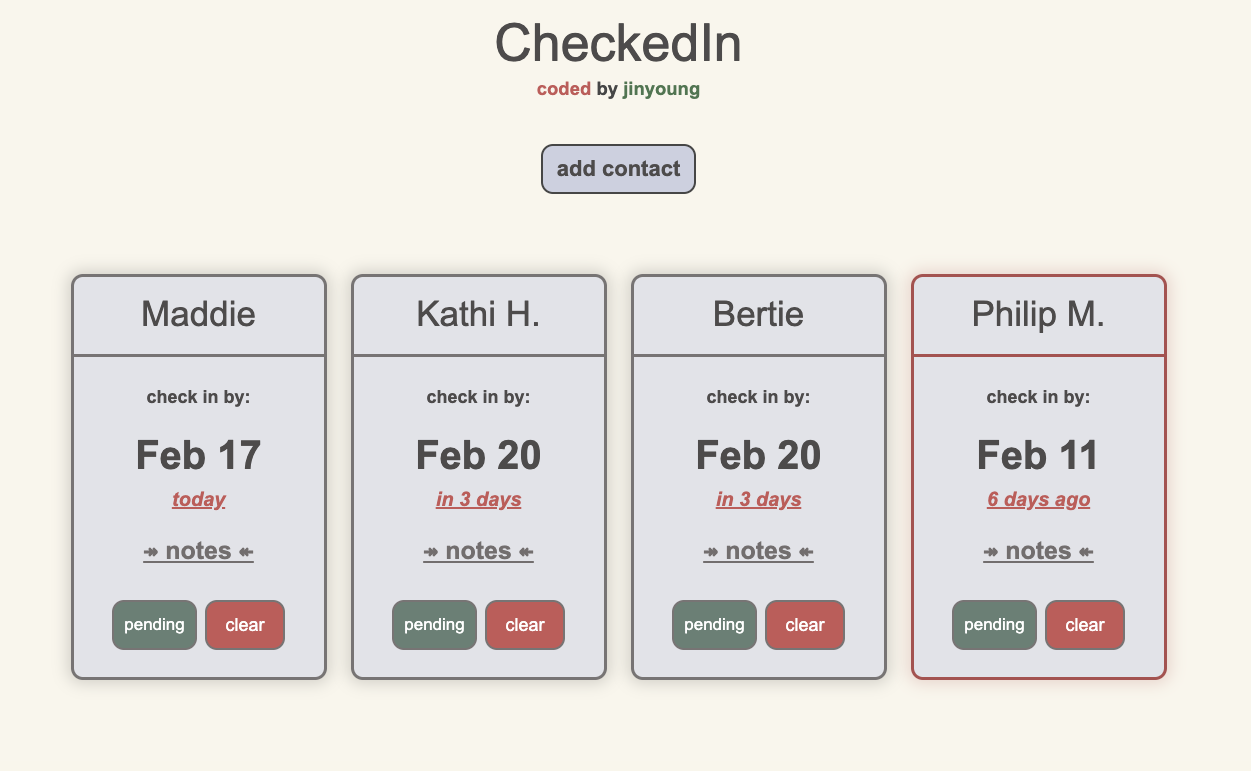 CheckedIn
coded by jinyoung
add contact
Maddie
check in by:
Feb 17
today
↠ notes ↞
pending clear
Kathi H.
check in by:
Feb 20
in 3 days
↠ notes ↞
pending clear
Bertie
check in by:
Feb 20
in 3 days
↠ notes ↞
pending clear
Philip M.
check in by:
Feb 11
6 days ago
↠ notes ↞
pending clear